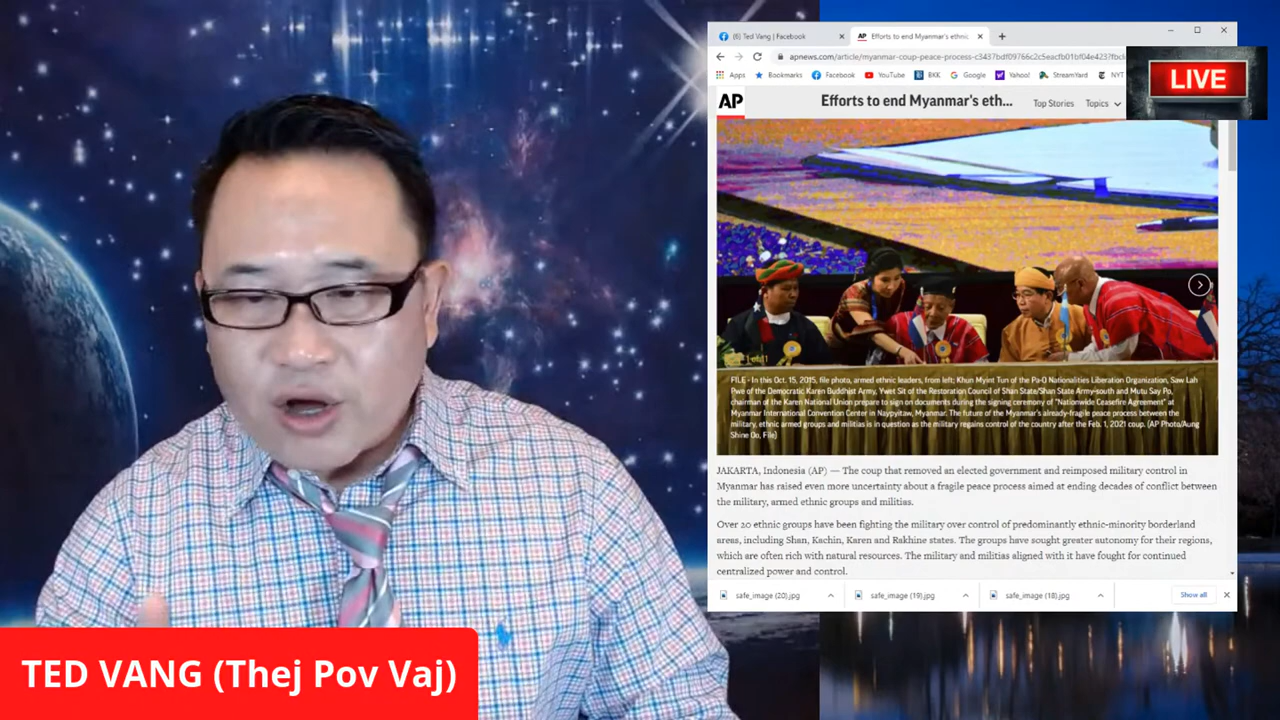 (6) Ted Vang | Facebook
Efforts to end Myanmar's ethnic
Apps
Bookmarks
Facebook
YouTube
BKK
Google
Yahoo!
StreamYard
NYT
LIVE
AP
Efforts to end Myanmar's eth...
Top Stories
Topics
FILE - In this Oct. 15, 2015, file photo, armed ethnic leaders, from left; Khun Myint Tun of the Pa-O Nationalities Liberation Organization, Saw Lah
Pwe of the Democratic Karen Buddhist Army, Ywet Sit of the Restoration Council of Shan State/Shan State Army-south and Mutu Say Po,
chairman of the Karen National Union prepare to sign on documents during the signing ceremony of "Nationwide Ceasefire Agreement" at
Myanmar International Convention Center in Naypyitaw, Myanmar. The future of the Myanmar's already-fragile peace process between the
military, ethnic armed groups and militias is in question as the military regains control of the country after the Feb. 1, 2021 coup. (AP Photo/Aung
Shine Oo, File)
JAKARTA, Indonesia (AP) — The coup that removed an elected government and reimposed military control in
Myanmar has raised even more uncertainty about a fragile peace process aimed at ending decades of conflict between
the military, armed ethnic groups and militias.
Over 20 ethnic groups have been fighting the military over control of predominantly ethnic-minority borderland
areas, including Shan, Kachin, Karen and Rakhine states. The groups have sought greater autonomy for their regions,
which are often rich with natural resources. The military and militias aligned with it have fought for continued
centralized power and control.
safe_image (20).jpg
safe_image (19).jpg
safe_image (18).jpg
Show all
TED VANG (Thej Pov Vaj)